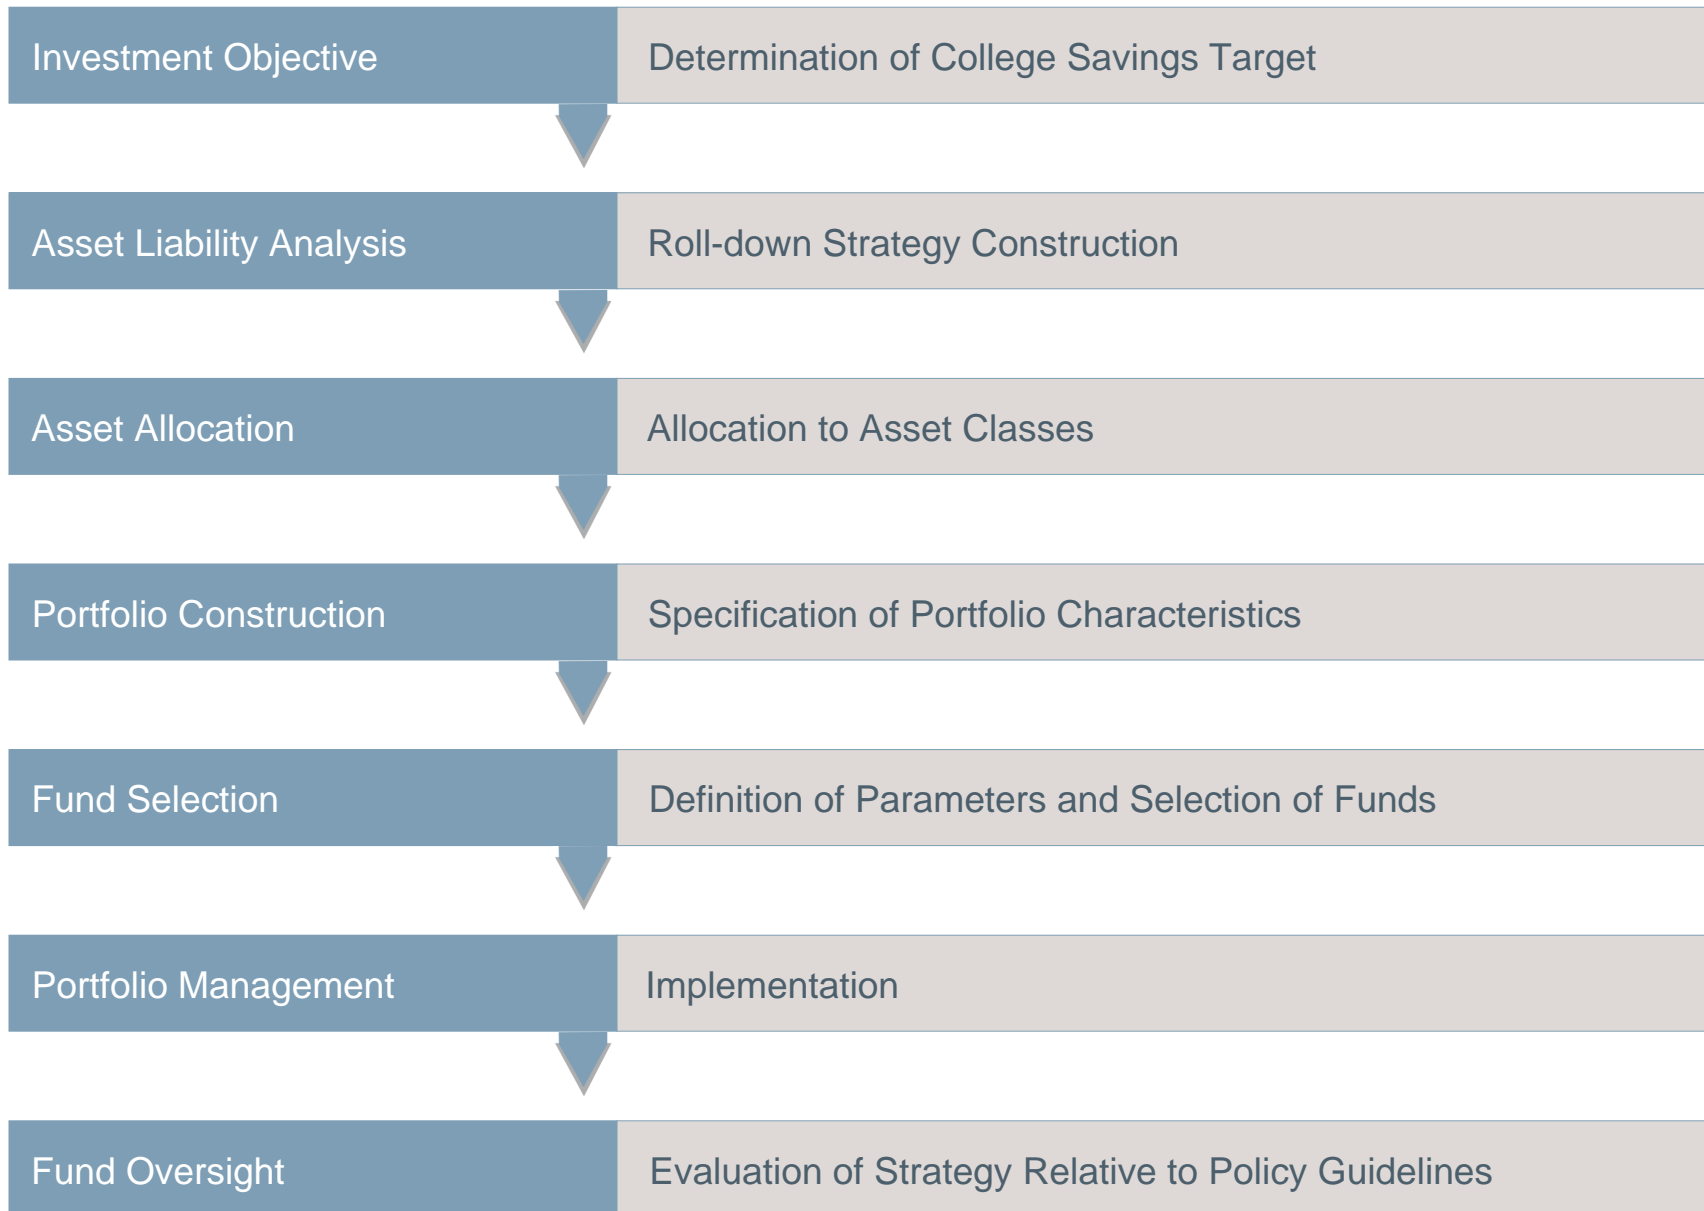 Investment Objective
Determination of College Savings Target
Asset Liability Analysis
Roll-down Strategy Construction
Asset Allocation
Allocation to Asset Classes
Portfolio Construction
Specification of Portfolio Characteristics
Fund Selection
Definition of Parameters and Selection of Funds
Portfolio Management
Implementation
Fund Oversight
Evaluation of Strategy Relative to Policy Guidelines